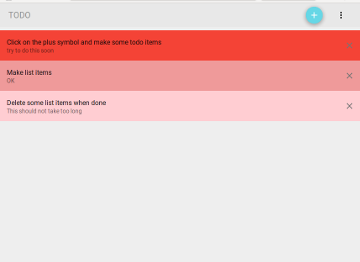 TODO
Click on the plus symbol and make some todo items
try to do this soon
Make list items
OK
Delete some list items when done
This should not take too long